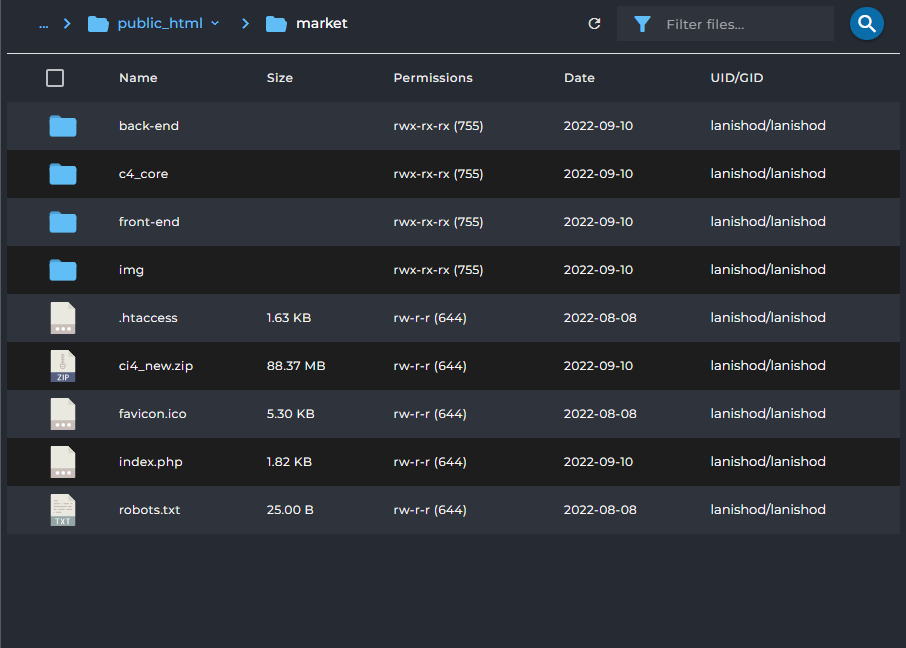 ... public_html market Filter files...
Name Size Permissions Date UID/GID
back-end rwx-rx-rx (755) 2022-09-10 lanishod/lanishod
c4_core rwx-rx-rx (755) 2022-09-10 lanishod/lanishod
front-end rwx-rx-rx (755) 2022-09-10 lanishod/lanishod
img rwx-rx-rx (755) 2022-09-10 lanishod/lanishod
.htaccess 1.63 KB rw-r-r (644) 2022-08-08 lanishod/lanishod
ZIP ci4_new.zip 88.37 MB rw-r-r (644) 2022-09-10 lanishod/lanishod
favicon.ico 5.30 KB rw-r-r (644) 2022-08-08 lanishod/lanishod
index.php 1.82 KB rw-r-r (644) 2022-09-10 lanishod/lanishod
TXT robots.txt 25.00 B rw-r-r (644) 2022-08-08 lanishod/lanishod